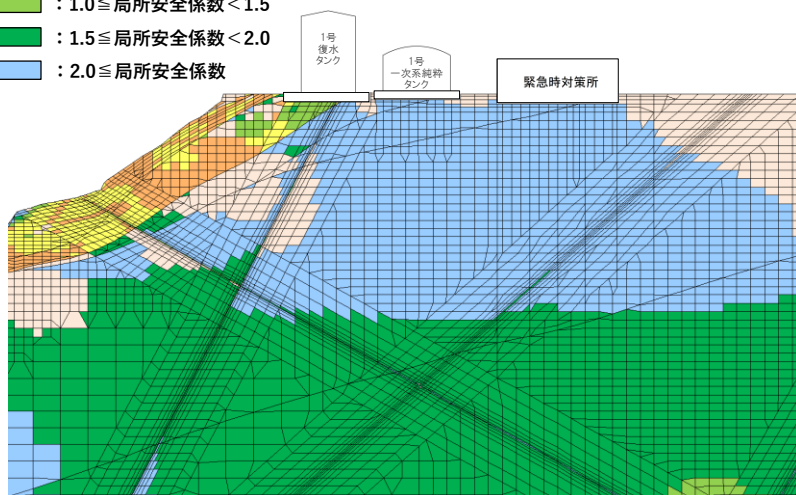 ：1.0≦局所安全係数＜1.5
：1.5≦局所安全係数＜2.0
：2.0≦局所安全係数
1号
復水
タンク
1号
一次系純粋
タンク
緊急時対策所